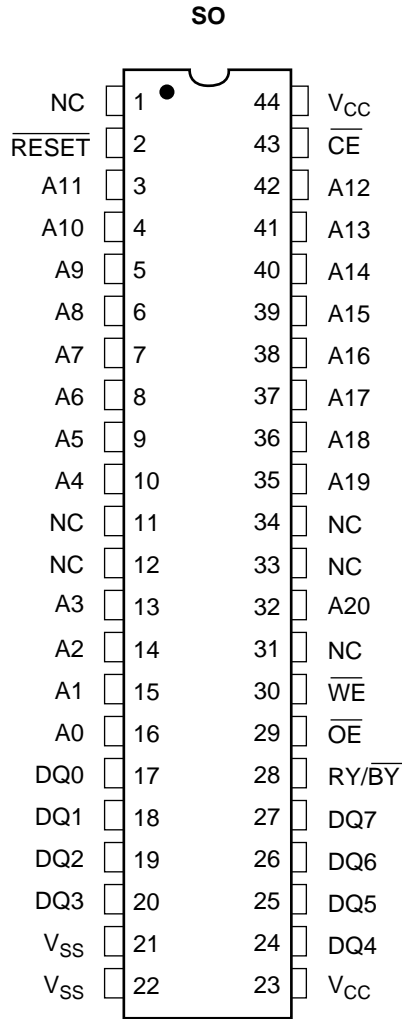 SO
NC 1 44 VCC
RESET 2 43 CE
A11 3 42 A12
A10 4 41 A13
A9 5 40 A14
A8 6 39 A15
A7 7 38 A16
A6 8 37 A17
A5 9 36 A18
A4 10 35 A19
NC 11 34 NC
NC 12 33 NC
A3 13 32 A20
A2 14 31 NC
A1 15 30 WE
A0 16 29 OE
DQ0 17 28 RY/BY
DQ1 18 27 DQ7
DQ2 19 26 DQ6
DQ3 20 25 DQ5
VSS 21 24 DQ4
VSS 22 23 VCC